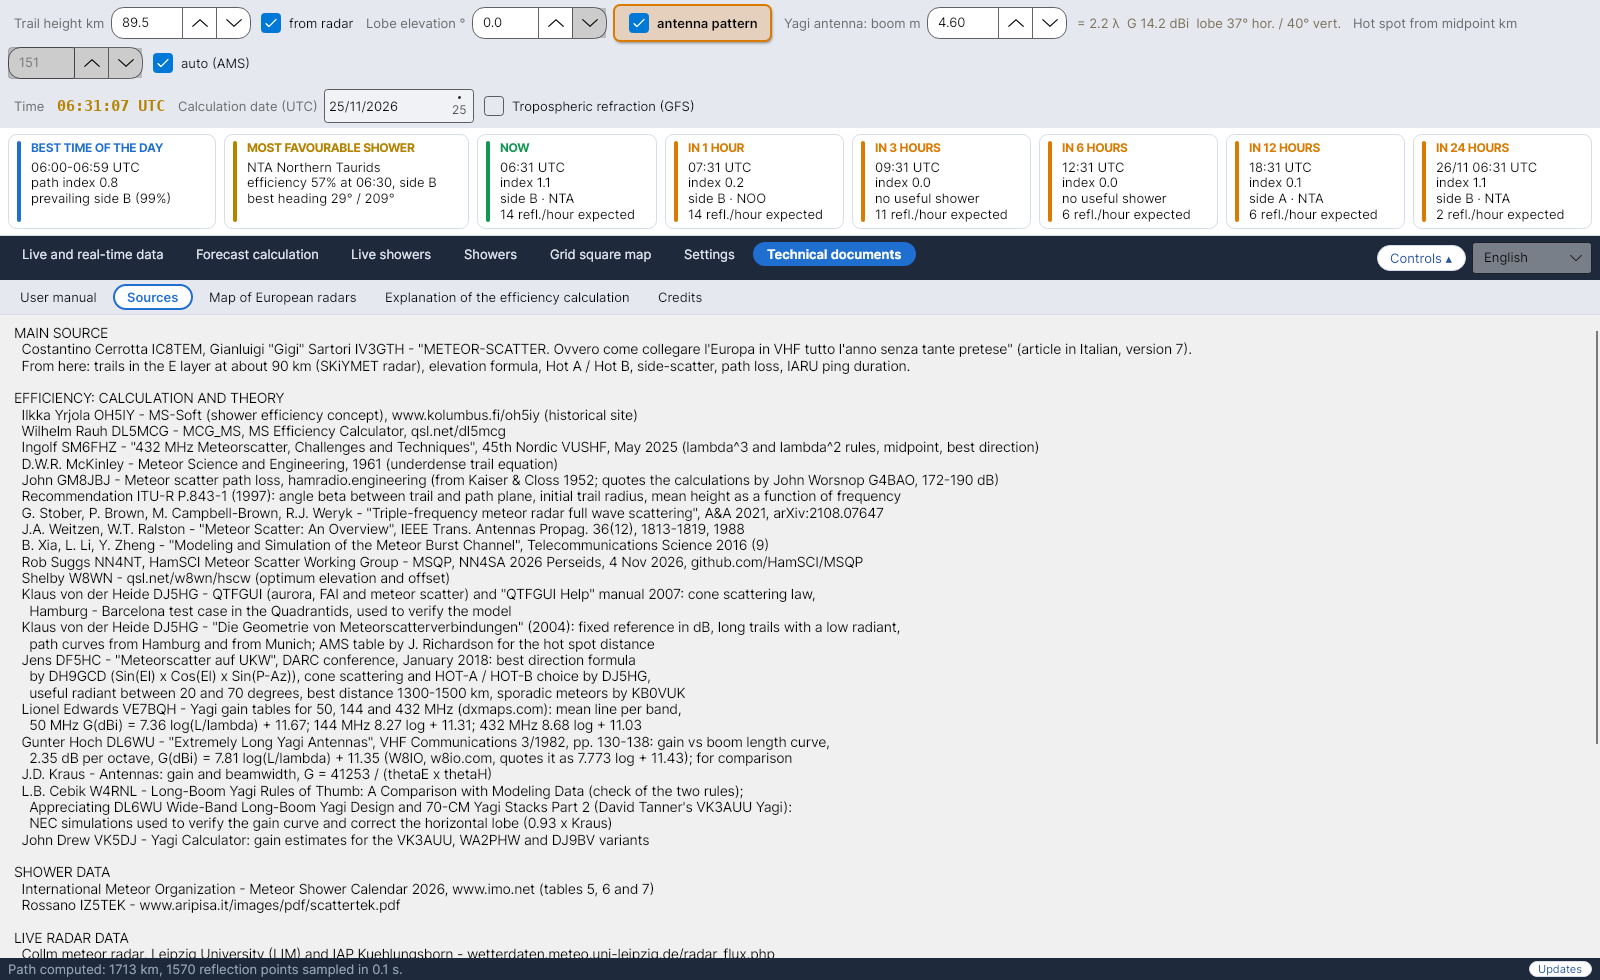 Trail height km 89.5 from radar Lobe elevation ° 0.0 antenna pattern Yagi antenna: boom m 4.60 = 2.2 λ G 14.2 dBi lobe 37° hor. / 40° vert. Hot spot from midpoint km
151 auto (AMS)
Time 06:31:07 UTC Calculation date (UTC) 25/11/2026 25 Tropospheric refraction (GFS)
BEST TIME OF THE DAY
06:00-06:59 UTC
path index 0.8
prevailing side B (99%)
MOST FAVOURABLE SHOWER
NTA Northern Taurids
efficiency 57% at 06:30, side B
best heading 29° / 209°
NOW
06:31 UTC
index 1.1
side B · NTA
14 refl./hour expected
IN 1 HOUR
07:31 UTC
index 0.2
side B · NOO
14 refl./hour expected
IN 3 HOURS
09:31 UTC
index 0.0
no useful shower
11 refl./hour expected
IN 6 HOURS
12:31 UTC
index 0.0
no useful shower
6 refl./hour expected
IN 12 HOURS
18:31 UTC
index 0.1
side A · NTA
6 refl./hour expected
IN 24 HOURS
26/11 06:31 UTC
index 1.1
side B · NTA
2 refl./hour expected
Live and real-time data Forecast calculation Live showers Showers Grid square map Settings Technical documents Controls ▴ English
User manual Sources Map of European radars Explanation of the efficiency calculation Credits
MAIN SOURCE
Costantino Cerrotta IC8TEM, Gianluigi "Gigi" Sartori IV3GTH - "METEOR-SCATTER. Ovvero come collegare l'Europa in VHF tutto l'anno senza tante pretese" (article in Italian, version 7).
From here: trails in the E layer at about 90 km (SKiYMET radar), elevation formula, Hot A / Hot B, side-scatter, path loss, IARU ping duration.
EFFICIENCY: CALCULATION AND THEORY
Ilkka Yrjola OH5IY - MS-Soft (shower efficiency concept), www.kolumbus.fi/oh5iy (historical site)
Wilhelm Rauh DL5MCG - MCG_MS, MS Efficiency Calculator, qsl.net/dl5mcg
Ingolf SM6FHZ - "432 MHz Meteorscatter, Challenges and Techniques", 45th Nordic VUSHF, May 2025 (lambda^3 and lambda^2 rules, midpoint, best direction)
D.W.R. McKinley - Meteor Science and Engineering, 1961 (underdense trail equation)
John GM8JBJ - Meteor scatter path loss, hamradio.engineering (from Kaiser & Closs 1952; quotes the calculations by John Worsnop G4BAO, 172-190 dB)
Recommendation ITU-R P.843-1 (1997): angle beta between trail and path plane, initial trail radius, mean height as a function of frequency
G. Stober, P. Brown, M. Campbell-Brown, R.J. Weryk - "Triple-frequency meteor radar full wave scattering", A&A 2021, arXiv:2108.07647
J.A. Weitzen, W.T. Ralston - "Meteor Scatter: An Overview", IEEE Trans. Antennas Propag. 36(12), 1813-1819, 1988
B. Xia, L. Li, Y. Zheng - "Modeling and Simulation of the Meteor Burst Channel", Telecommunications Science 2016 (9)
Rob Suggs NN4NT, HamSCI Meteor Scatter Working Group - MSQP, NN4SA 2026 Perseids, 4 Nov 2026, github.com/HamSCI/MSQP
Shelby W8WN - qsl.net/w8wn/hscw (optimum elevation and offset)
Klaus von der Heide DJ5HG - QTFGUI (aurora, FAI and meteor scatter) and "QTFGUI Help" manual 2007: cone scattering law,
Hamburg - Barcelona test case in the Quadrantids, used to verify the model
Klaus von der Heide DJ5HG - "Die Geometrie von Meteorscatterverbindungen" (2004): fixed reference in dB, long trails with a low radiant,
path curves from Hamburg and from Munich; AMS table by J. Richardson for the hot spot distance
Jens DF5HC - "Meteorscatter auf UKW", DARC conference, January 2018: best direction formula
by DH9GCD (Sin(El) x Cos(El) x Sin(P-Az)), cone scattering and HOT-A / HOT-B choice by DJ5HG,
useful radiant between 20 and 70 degrees, best distance 1300-1500 km, sporadic meteors by KB0VUK
Lionel Edwards VE7BQH - Yagi gain tables for 50, 144 and 432 MHz (dxmaps.com): mean line per band,
50 MHz G(dBi) = 7.36 log(L/lambda) + 11.67; 144 MHz 8.27 log + 11.31; 432 MHz 8.68 log + 11.03
Gunter Hoch DL6WU - "Extremely Long Yagi Antennas", VHF Communications 3/1982, pp. 130-138: gain vs boom length curve,
2.35 dB per octave, G(dBi) = 7.81 log(L/lambda) + 11.35 (W8IO, w8io.com, quotes it as 7.773 log + 11.43); for comparison
J.D. Kraus - Antennas: gain and beamwidth, G = 41253 / (thetaE x thetaH)
L.B. Cebik W4RNL - Long-Boom Yagi Rules of Thumb: A Comparison with Modeling Data (check of the two rules);
Appreciating DL6WU Wide-Band Long-Boom Yagi Design and 70-CM Yagi Stacks Part 2 (David Tanner's VK3AUU Yagi):
NEC simulations used to verify the gain curve and correct the horizontal lobe (0.93 x Kraus)
John Drew VK5DJ - Yagi Calculator: gain estimates for the VK3AUU, WA2PHW and DJ9BV variants
SHOWER DATA
International Meteor Organization - Meteor Shower Calendar 2026, www.imo.net (tables 5, 6 and 7)
Rossano IZ5TEK - www.aripisa.it/images/pdf/scattertek.pdf
LIVE RADAR DATA
Collm meteor radar, Leipzig University (LIM) and IAP Kuehlungsborn - wetterdaten.meteo.uni-leipzig.de/radar_flux.php
Path computed: 1713 km, 1570 reflection points sampled in 0.1 s. Updates